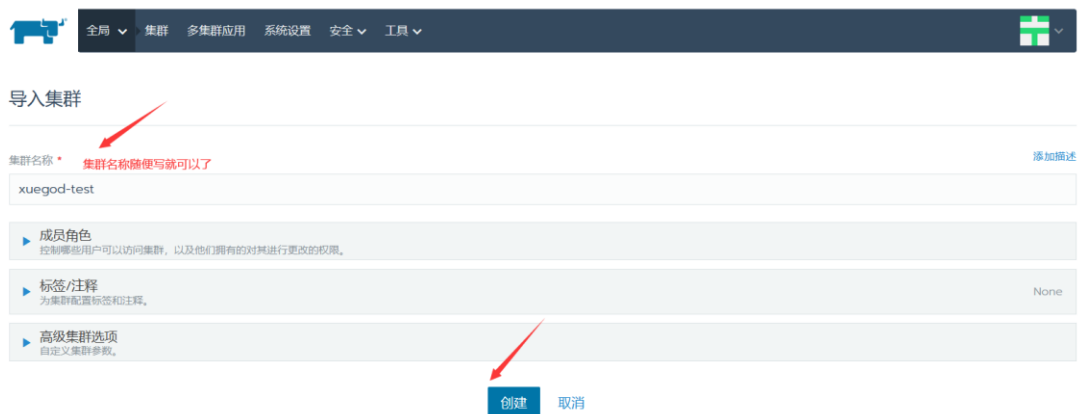 全局 集群 多集群应用 系统设置 安全 工具
导入集群
集群名称 * 集群名称随便写就可以了 添加描述
xuegod-test
成员角色
控制哪些用户可以访问集群，以及他们拥有的对其进行更改的权限。
标签/注释 None
为集群配置标签和注释。
高级集群选项
自定义集群参数。
创建 取消